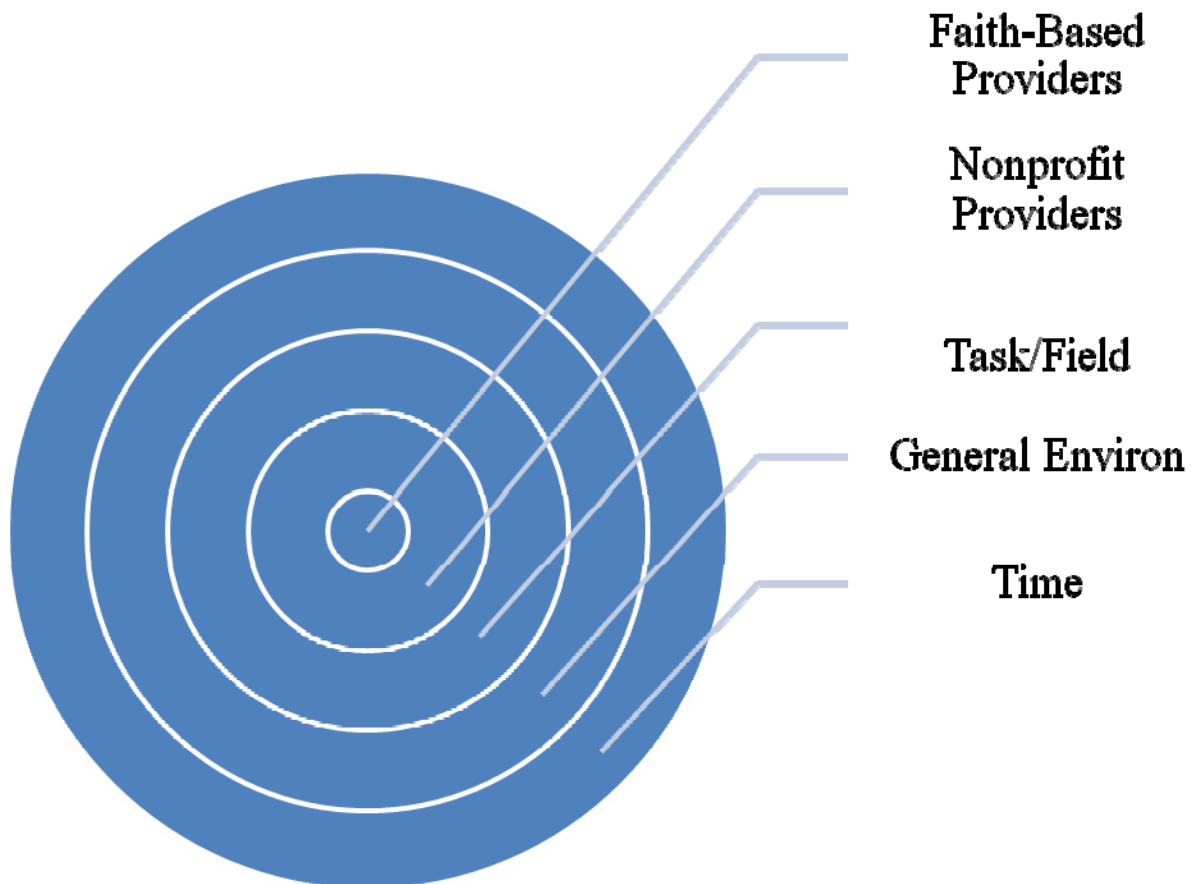 Faith-Based
Providers
Nonprofit
Providers
Task/Field
General Environ
Time